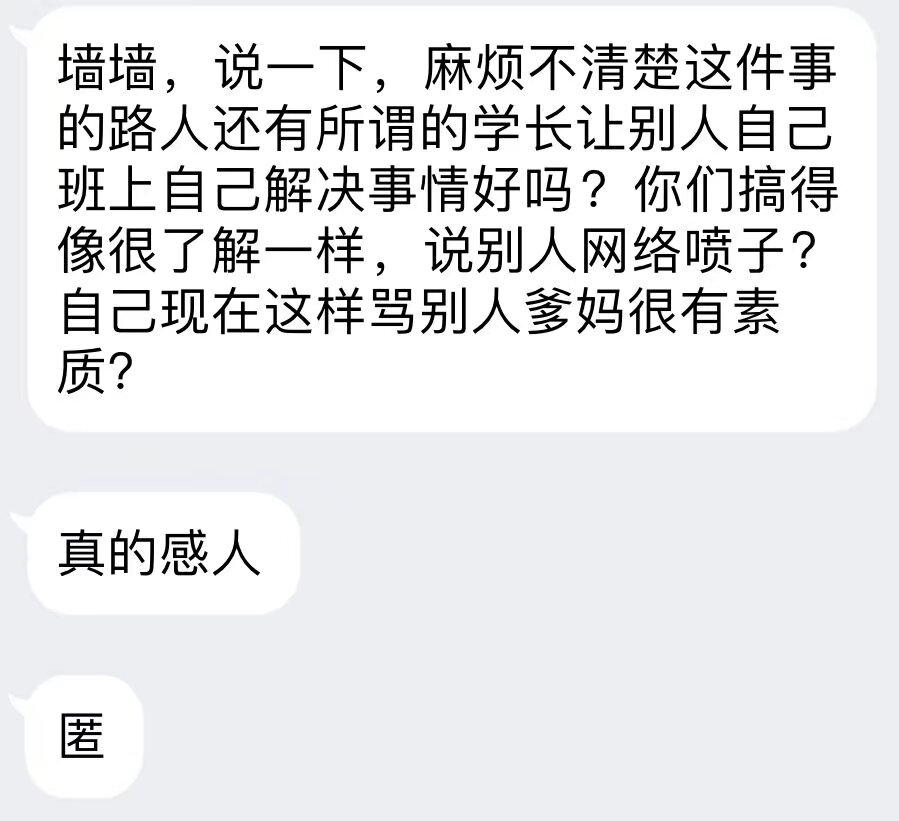 墙墙，说一下，麻烦不清楚这件事
的路人还有所谓的学长让别人自己
班上自己解决事情好吗？你们搞得
像很了解一样，说别人网络喷子？
自己现在这样骂别人爹妈很有素
质？
真的感人
匿